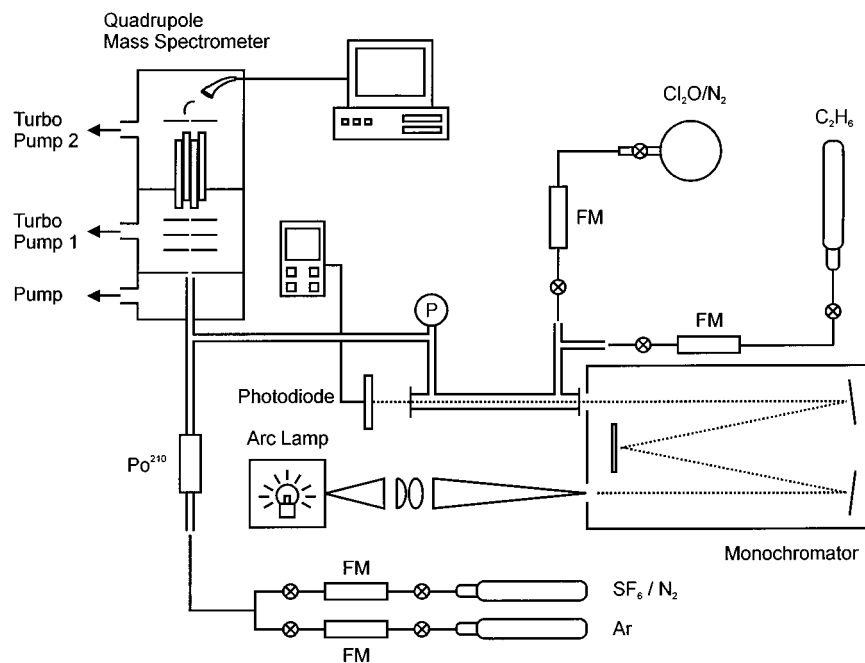 Quadrupole
Mass Spectrometer
Turbo
Pump 2
Turbo
Pump 1
Pump
Cl₂O/N₂
C₂H₆
FM
P
FM
Photodiode
Arc Lamp
Po²¹⁰
Monochromator
FM
SF₆ / N₂
Ar
FM